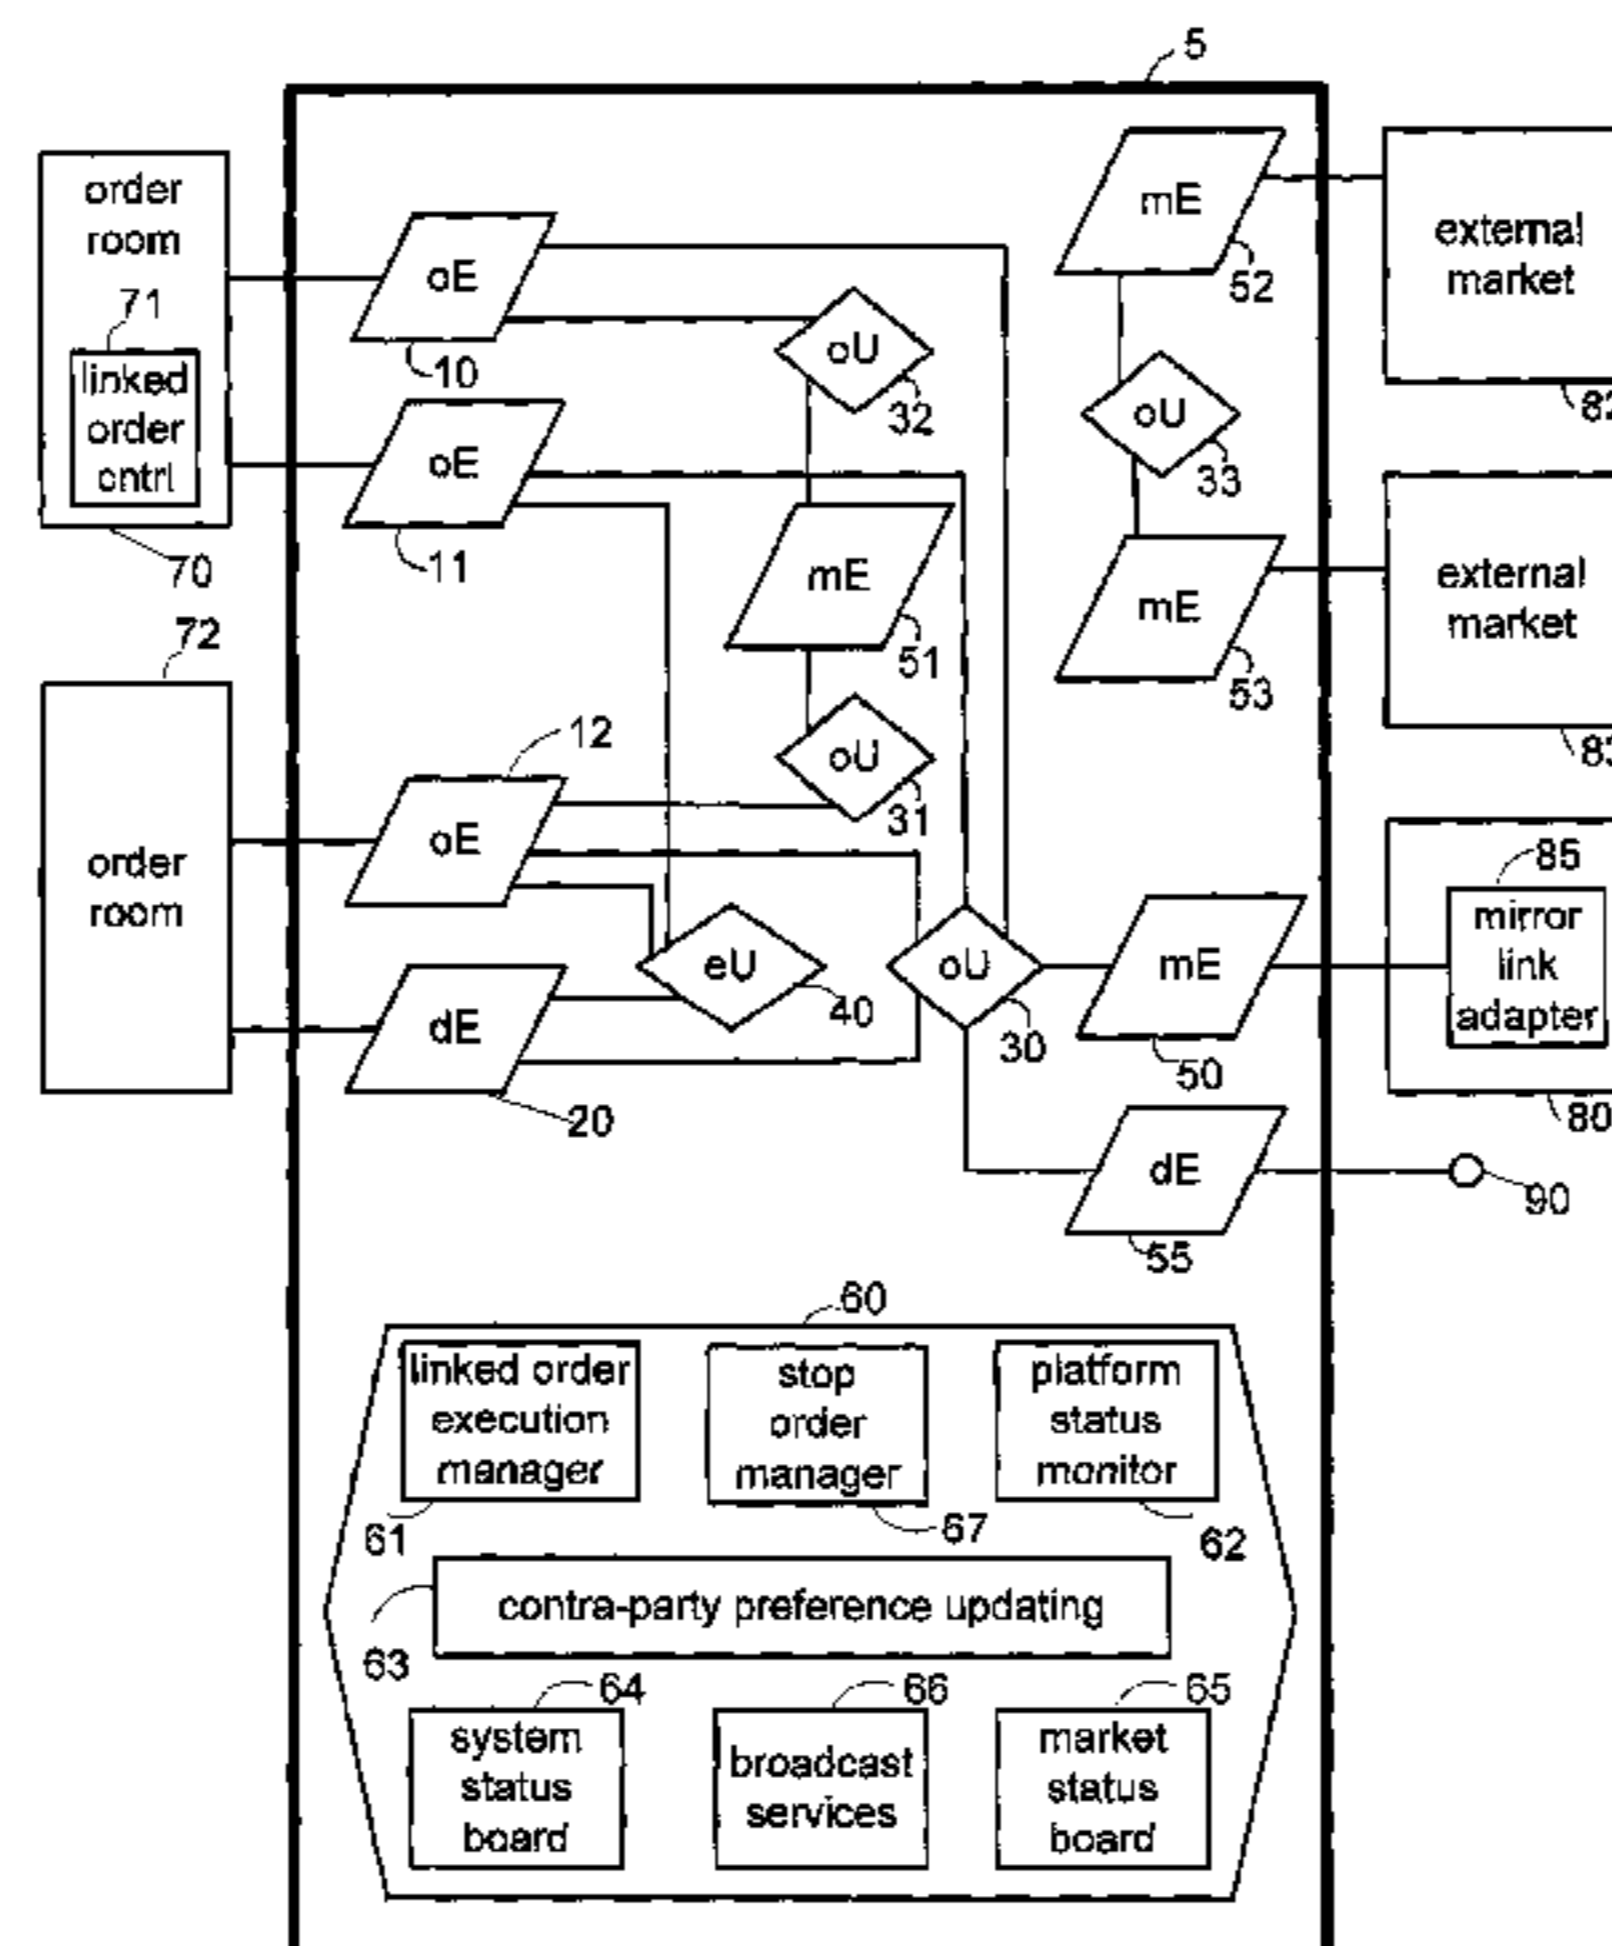 5
order
room
71
linked
order
cntrl
70
oE
10
oE
11
oU
32
mE
51
oU
31
mE
52
oU
33
mE
53
external
market
82
external
market
83
72
order
room
12
oE
dE
20
eU
40
oU
30
mE
50
85
mirror
link
adapter
80
dE
55
90
60
linked order
execution
manager
61
stop
order
manager
67
platform
status
monitor
62
contra-party preference updating
63
64
system
status
board
66
broadcast
services
65
market
status
board